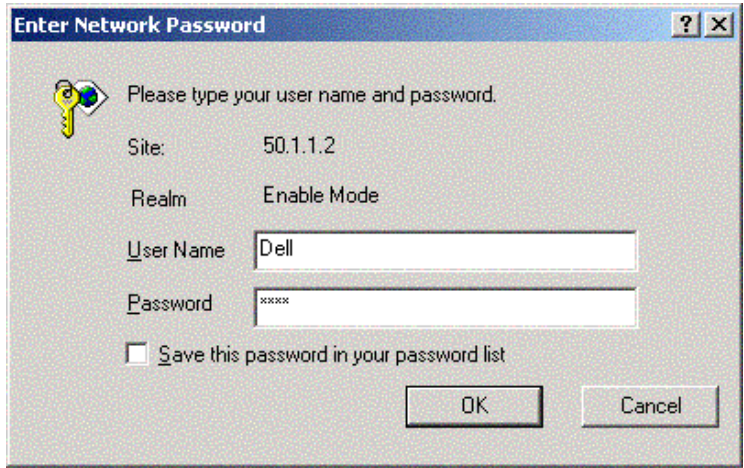 Enter Network Password
Please type your user name and password.
Site: 50.1.1.2
Realm Enable Mode
User Name Dell
Password ****
Save this password in your password list
OK Cancel